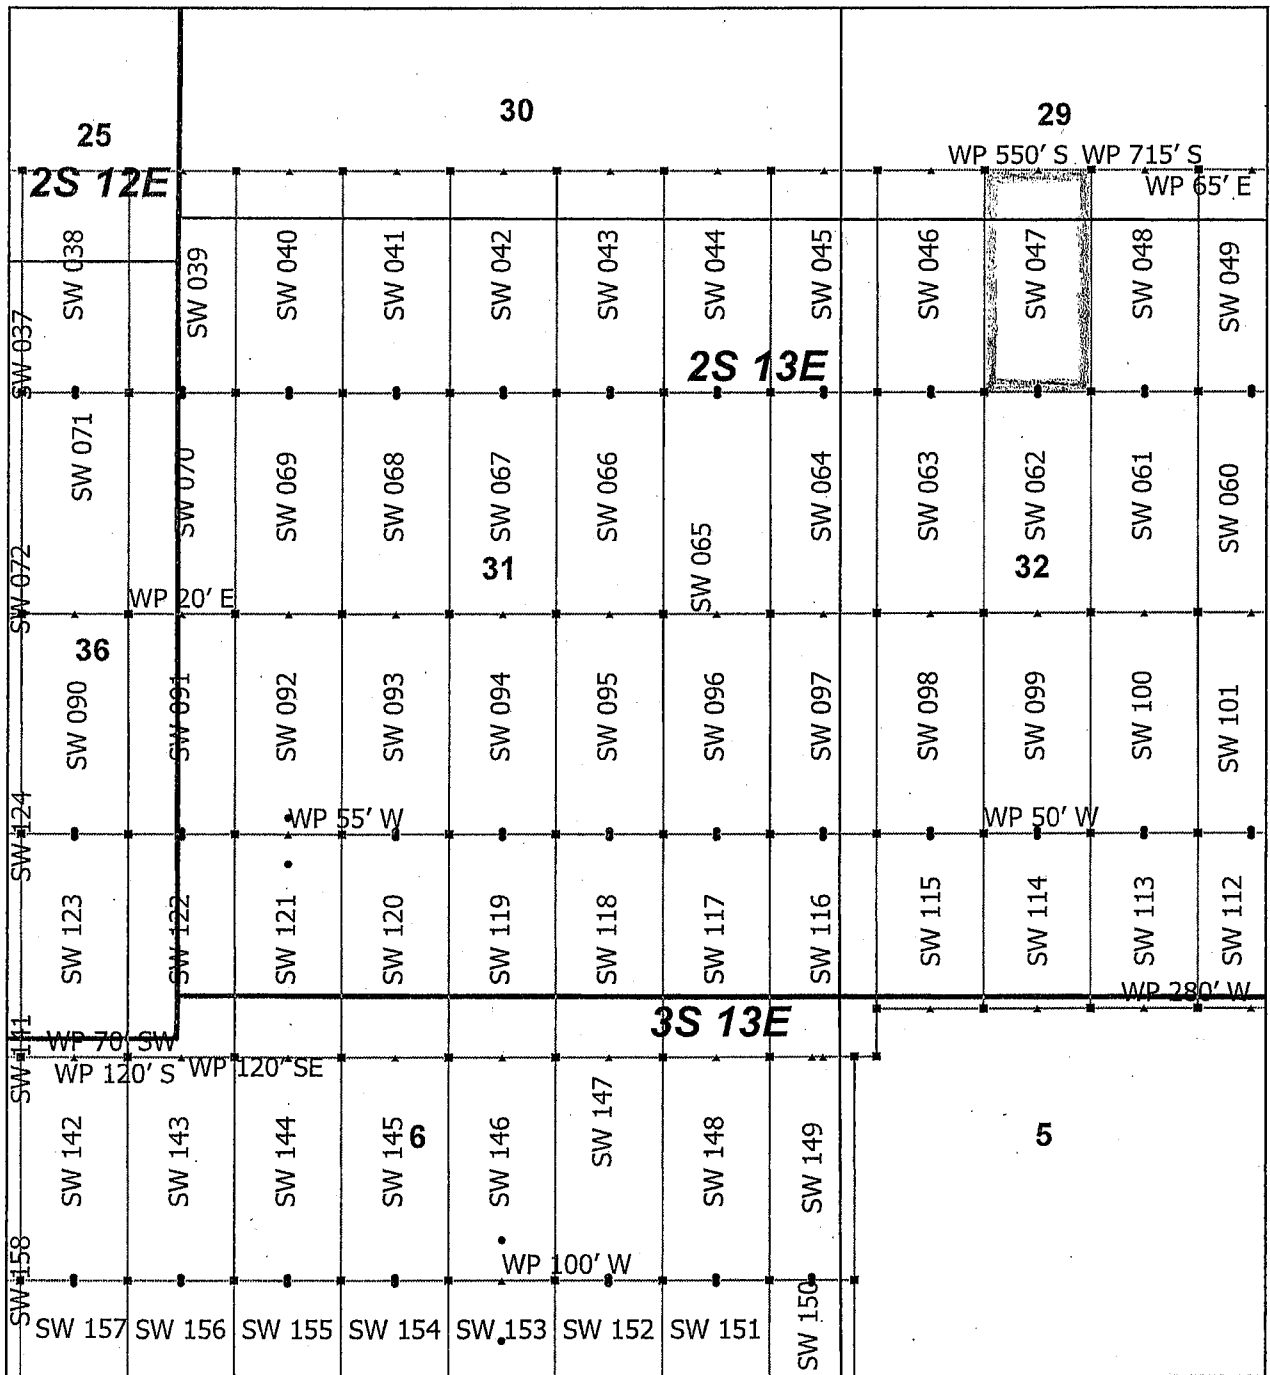 30
29
25
WP 550' S WP 715' S
2S 12E
WP 65' E
SW 037
SW 038
SW 039
SW 040
SW 041
SW 042
SW 043
SW 044
SW 045
SW 046
SW 047
SW 048
SW 049
2S 13E
SW 072
SW 071
SW 070
SW 069
SW 068
SW 067
SW 066
SW 065
SW 064
SW 063
SW 062
SW 061
SW 060
31
32
WP 20' E
36
SW 124
SW 090
SW 091
SW 092
SW 093
SW 094
SW 095
SW 096
SW 097
SW 098
SW 099
SW 100
SW 101
WP 55' W
WP 50' W
SW 123
SW 122
SW 121
SW 120
SW 119
SW 118
SW 117
SW 116
SW 115
SW 114
SW 113
SW 112
WP 280' W
3S 13E
SW 141
WP 70' SW
WP 120' S
WP 120' SE
SW 158
SW 142
SW 143
SW 144
SW 145
6
SW 146
SW 147
SW 148
SW 149
5
WP 100' W
SW 157
SW 156
SW 155
SW 154
SW 153
SW 152
SW 151
SW 150